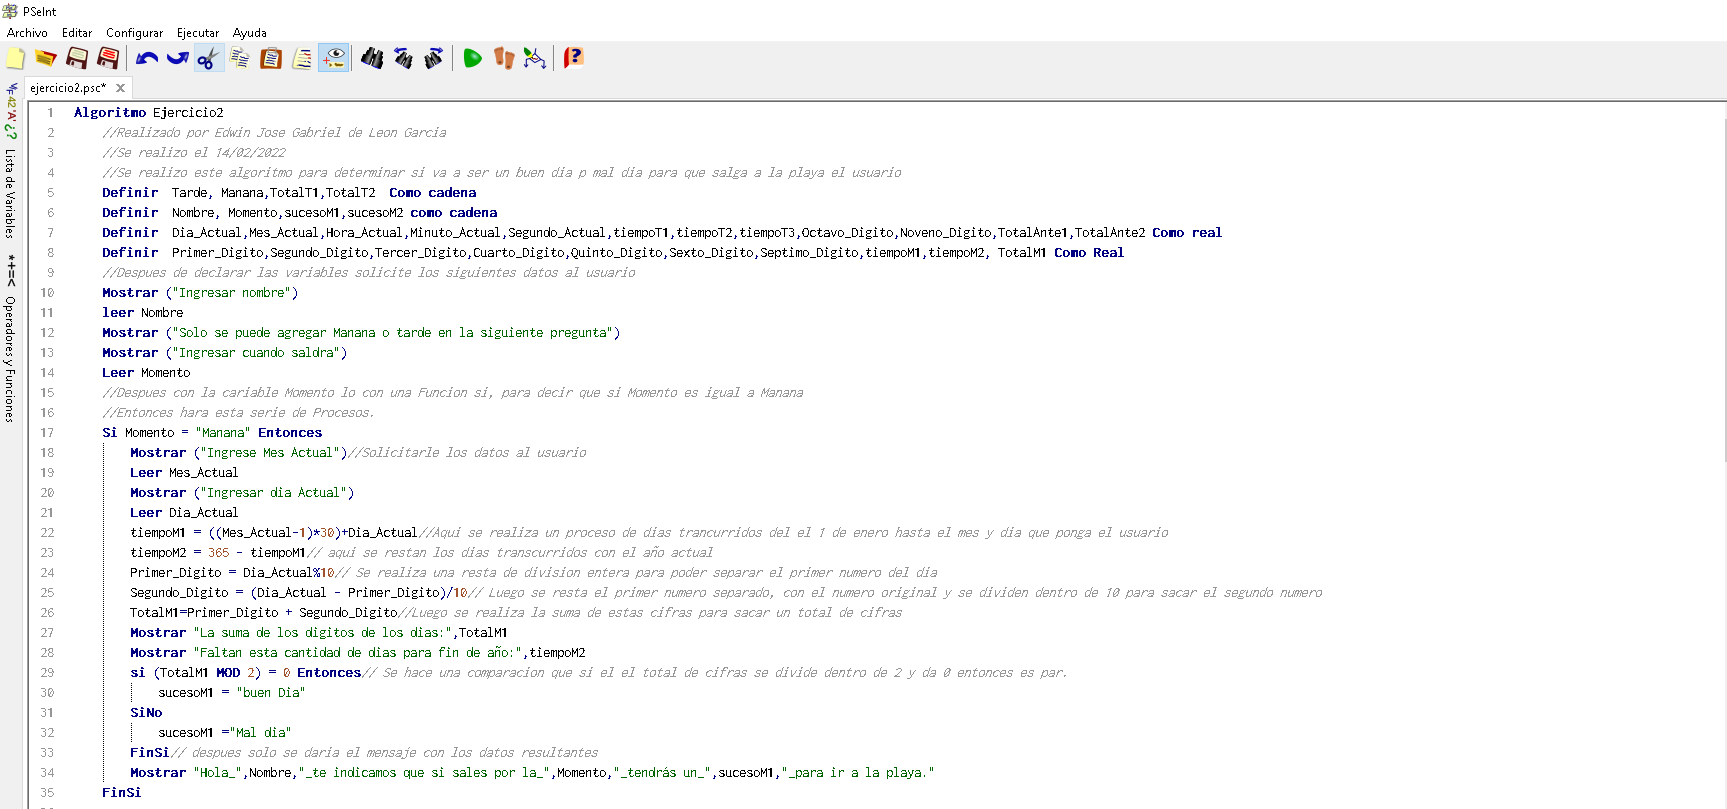 PSeInt
Archivo Editar Configurar Ejecutar Ayuda
ejercicio2.psc*
Lista de Variables
Operadores y Funciones
1 Algoritmo Ejercicio2
2 //Realizado por Edwin Jose Gabriel de Leon Garcia
3 //Se realizo el 14/02/2022
4 //Se realizo este algoritmo para determinar si va a ser un buen dia p mal dia para que salga a la playa el usuario
5 Definir Tarde, Manana,TotalT1,TotalT2 Como cadena
6 Definir Nombre, Momento,sucesoM1,sucesoM2 como cadena
7 Definir Dia_Actual,Mes_Actual,Hora_Actual,Minuto_Actual,Segundo_Actual,tiempoT1,tiempoT2,tiempoT3,Octavo_Digito,Noveno_Digito,TotalAnte1,TotalAnte2 Como real
8 Definir Primer_Digito,Segundo_Digito,Tercer_Digito,Cuarto_Digito,Quinto_Digito,Sexto_Digito,Septimo_Digito,tiempoM1,tiempoM2, TotalM1 Como Real
9 //Despues de declarar las variables solicite los siguientes datos al usuario
10 Mostrar ("Ingresar nombre")
11 leer Nombre
12 Mostrar ("Solo se puede agregar Manana o tarde en la siguiente pregunta")
13 Mostrar ("Ingresar cuando saldra")
14 Leer Momento
15 //Despues con la cariable Momento lo con una Funcion si, para decir que si Momento es igual a Manana
16 //Entonces hara esta serie de Procesos.
17 Si Momento = "Manana" Entonces
18 Mostrar ("Ingrese Mes Actual")//Solicitarle los datos al usuario
19 Leer Mes_Actual
20 Mostrar ("Ingresar dia Actual")
21 Leer Dia_Actual
22 tiempoM1 = ((Mes_Actual-1)*30)+Dia_Actual//Aqui se realiza un proceso de dias trancurridos del el 1 de enero hasta el mes y dia que ponga el usuario
23 tiempoM2 = 365 - tiempoM1// aqui se restan los dias transcurridos con el año actual
24 Primer_Digito = Dia_Actual%10// Se realiza una resta de division entera para poder separar el primer numero del dia
25 Segundo_Digito = (Dia_Actual - Primer_Digito)/10// Luego se resta el primer numero separado, con el numero original y se dividen dentro de 10 para sacar el segundo numero
26 TotalM1=Primer_Digito + Segundo_Digito//Luego se realiza la suma de estas cifras para sacar un total de cifras
27 Mostrar "La suma de los digitos de los dias:",TotalM1
28 Mostrar "Faltan esta cantidad de dias para fin de año:",tiempoM2
29 si (TotalM1 MOD 2) = 0 Entonces// Se hace una comparacion que si el el total de cifras se divide dentro de 2 y da 0 entonces es par.
30 sucesoM1 = "buen Dia"
31 SiNo
32 sucesoM1 ="Mal dia"
33 FinSi// despues solo se daria el mensaje con los datos resultantes
34 Mostrar "Hola_",Nombre,"_te indicamos que si sales por la_",Momento,"_tendrás un_",sucesoM1,"_para ir a la playa."
35 FinSi